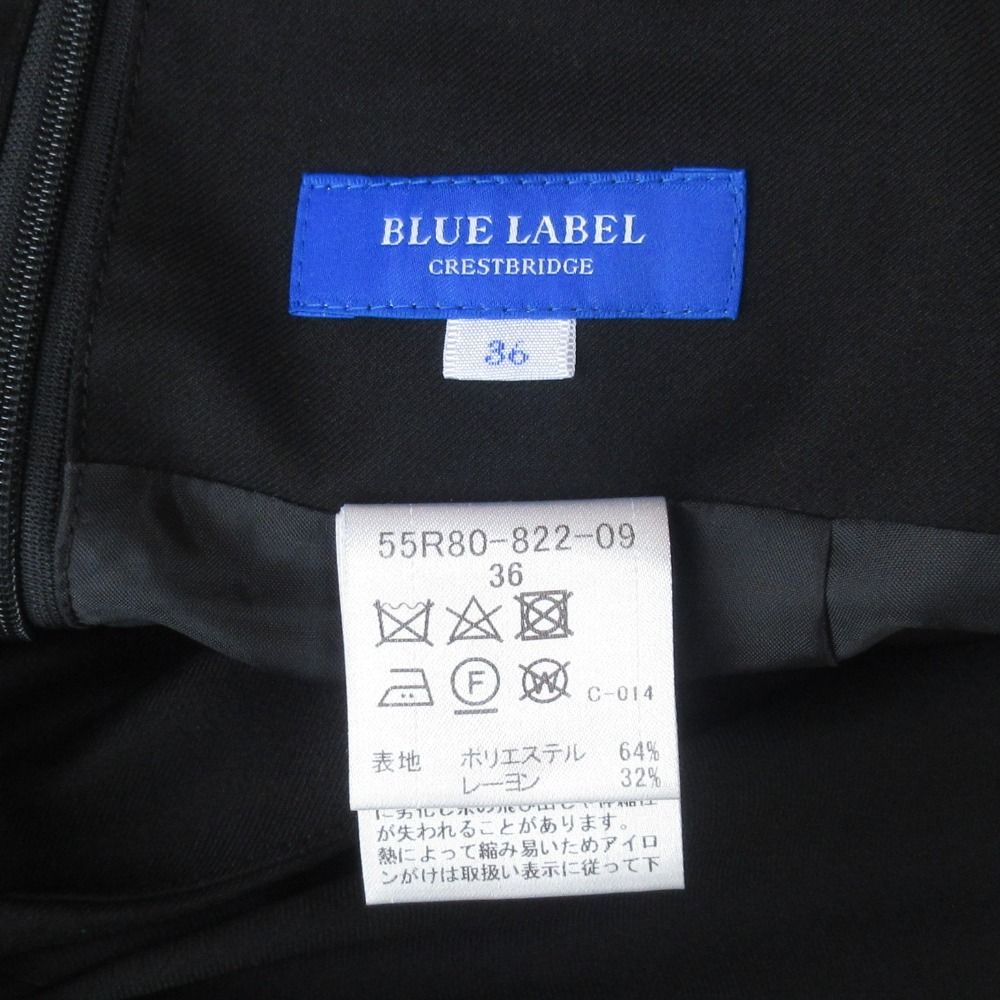 BLUE LABEL
CRESTBRIDGE
36
55R80-822-09
36
F W C-014
表地 ポリエステル 64%
レーヨン 32%
が失われることがあります。
熱によって縮み易いためアイロ
ンがけは取扱い表示に従って下